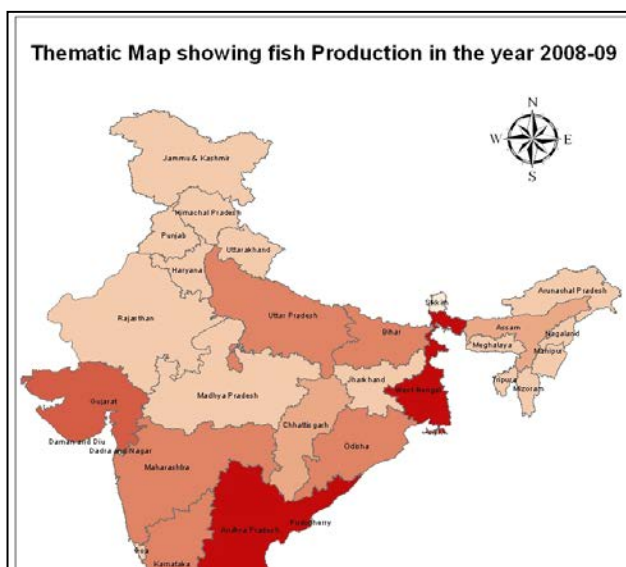 Thematic Map showing fish Production in the year 2008-09
N
W E
S
Jammu & Kashmir
Himachal Pradesh
Punjab
Uttarakhand
Haryana
Rajasthan
Uttar Pradesh
Bihar
Sikkim
Arunachal Pradesh
Assam
Nagaland
Meghalaya
Manipur
Tripura
Mizoram
Jharkhand
West Bengal
Madhya Pradesh
Gujarat
Chhattisgarh
Daman and Diu
Dadra and Nagar
Odisha
Maharashtra
Andhra Pradesh
Pondicherry
Goa
Karnataka